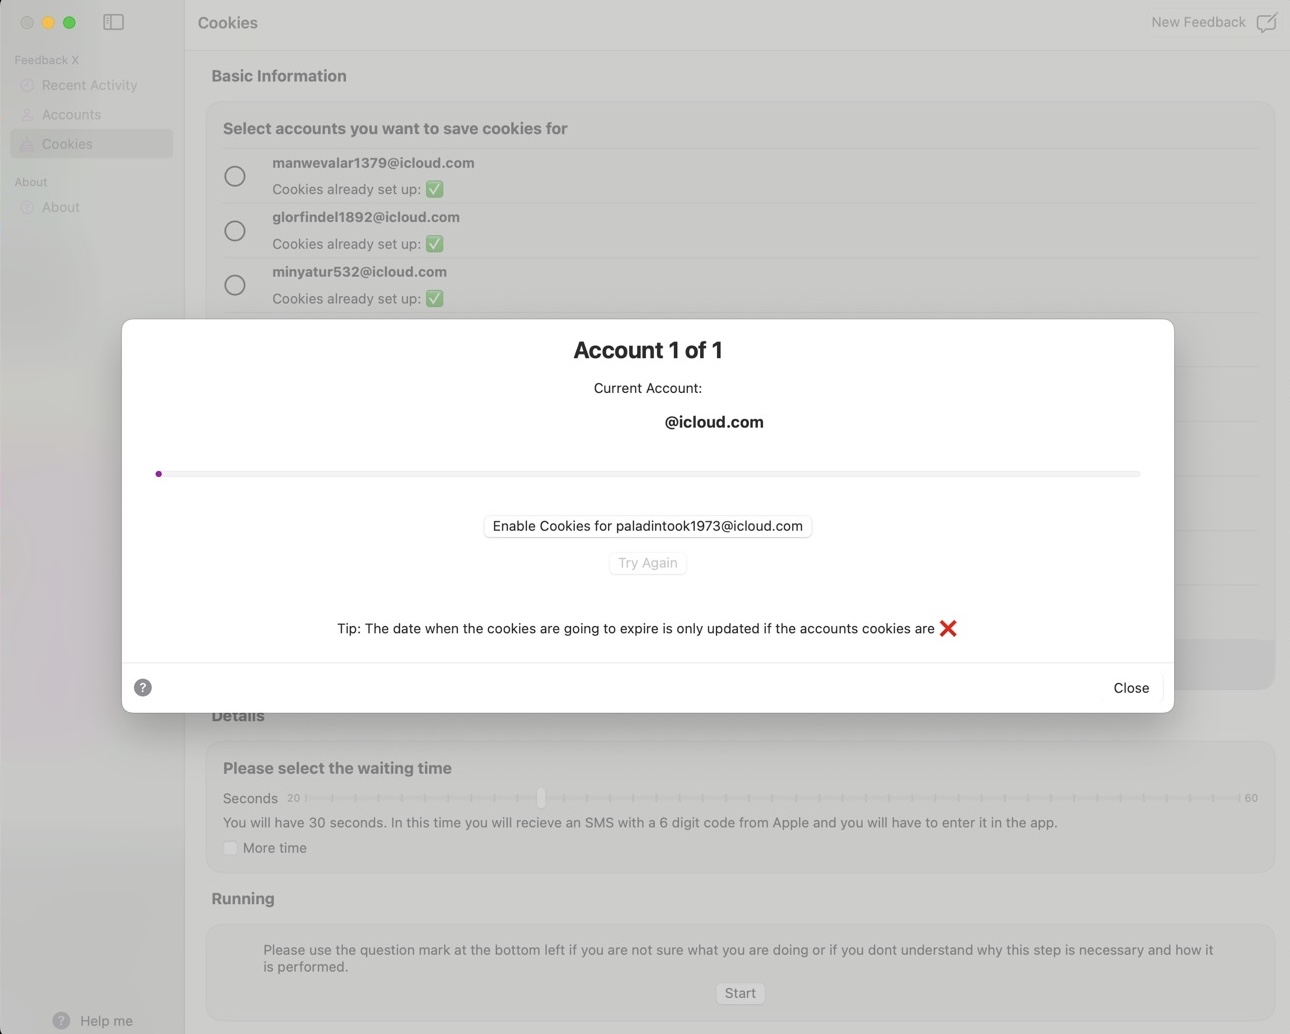 Cookies
New Feedback
Feedback X
Recent Activity
Accounts
Cookies
About
About
Basic Information
Select accounts you want to save cookies for
manwevalar1379@icloud.com
Cookies already set up: ✅
glorfindel1892@icloud.com
Cookies already set up: ✅
minyatur532@icloud.com
Cookies already set up: ✅
Account 1 of 1
Current Account:
@icloud.com
Enable Cookies for paladintook1973@icloud.com
Try Again
Tip: The date when the cookies are going to expire is only updated if the accounts cookies are ❌
?
Close
Details
Please select the waiting time
Seconds 20 60
You will have 30 seconds. In this time you will recieve an SMS with a 6 digit code from Apple and you will have to enter it in the app.
More time
Running
Please use the question mark at the bottom left if you are not sure what you are doing or if you dont understand why this step is necessary and how it
is performed.
Start
? Help me